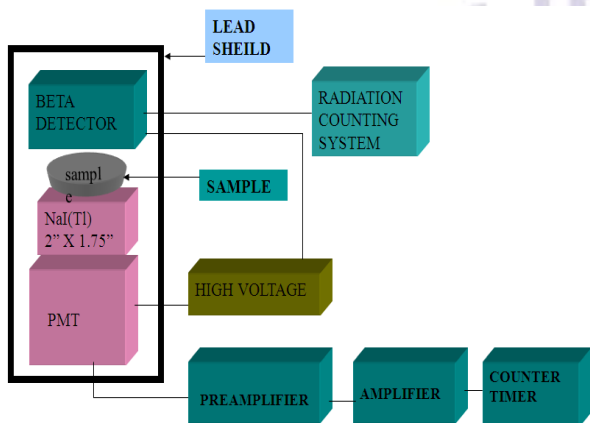 LEAD
SHEILD
BETA
DETECTOR
RADIATION
COUNTING
SYSTEM
sampl
e
SAMPLE
NaI(Tl)
2” X 1.75”
HIGH VOLTAGE
PMT
PREAMPLIFIER
AMPLIFIER
COUNTER
TIMER